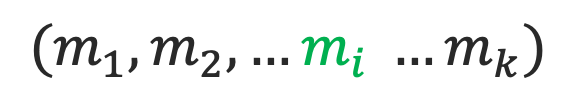 (m₁, m₂, … mᵢ … mₖ)